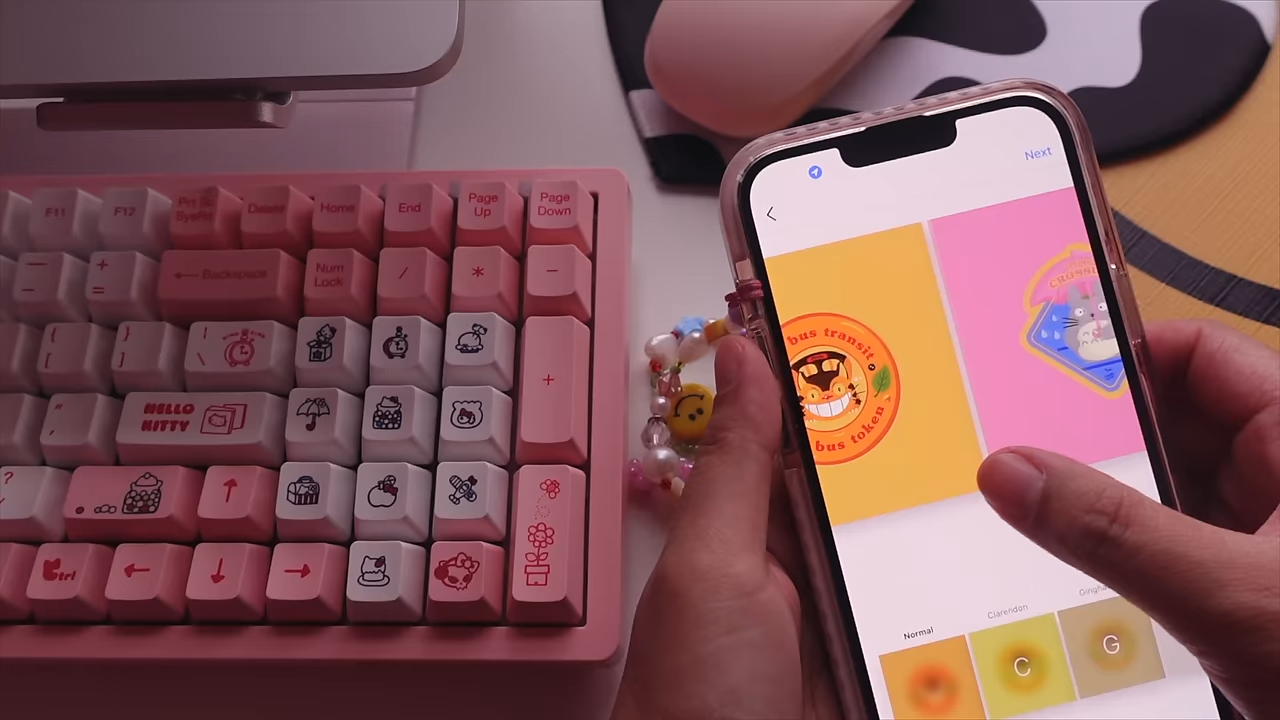 F11
F12
Prt Sc
SysRq
Delete
Home
End
Page
Up
Page
Down
—
+
=
← Backspace
Num
Lock
/
*
−
[
{
}
]
|
\
+
"
,
HELLO
KITTY
?
↑
Ctrl
←
↓
→
Next
<
bus transit
bus token
Normal
Clarendon
C
G